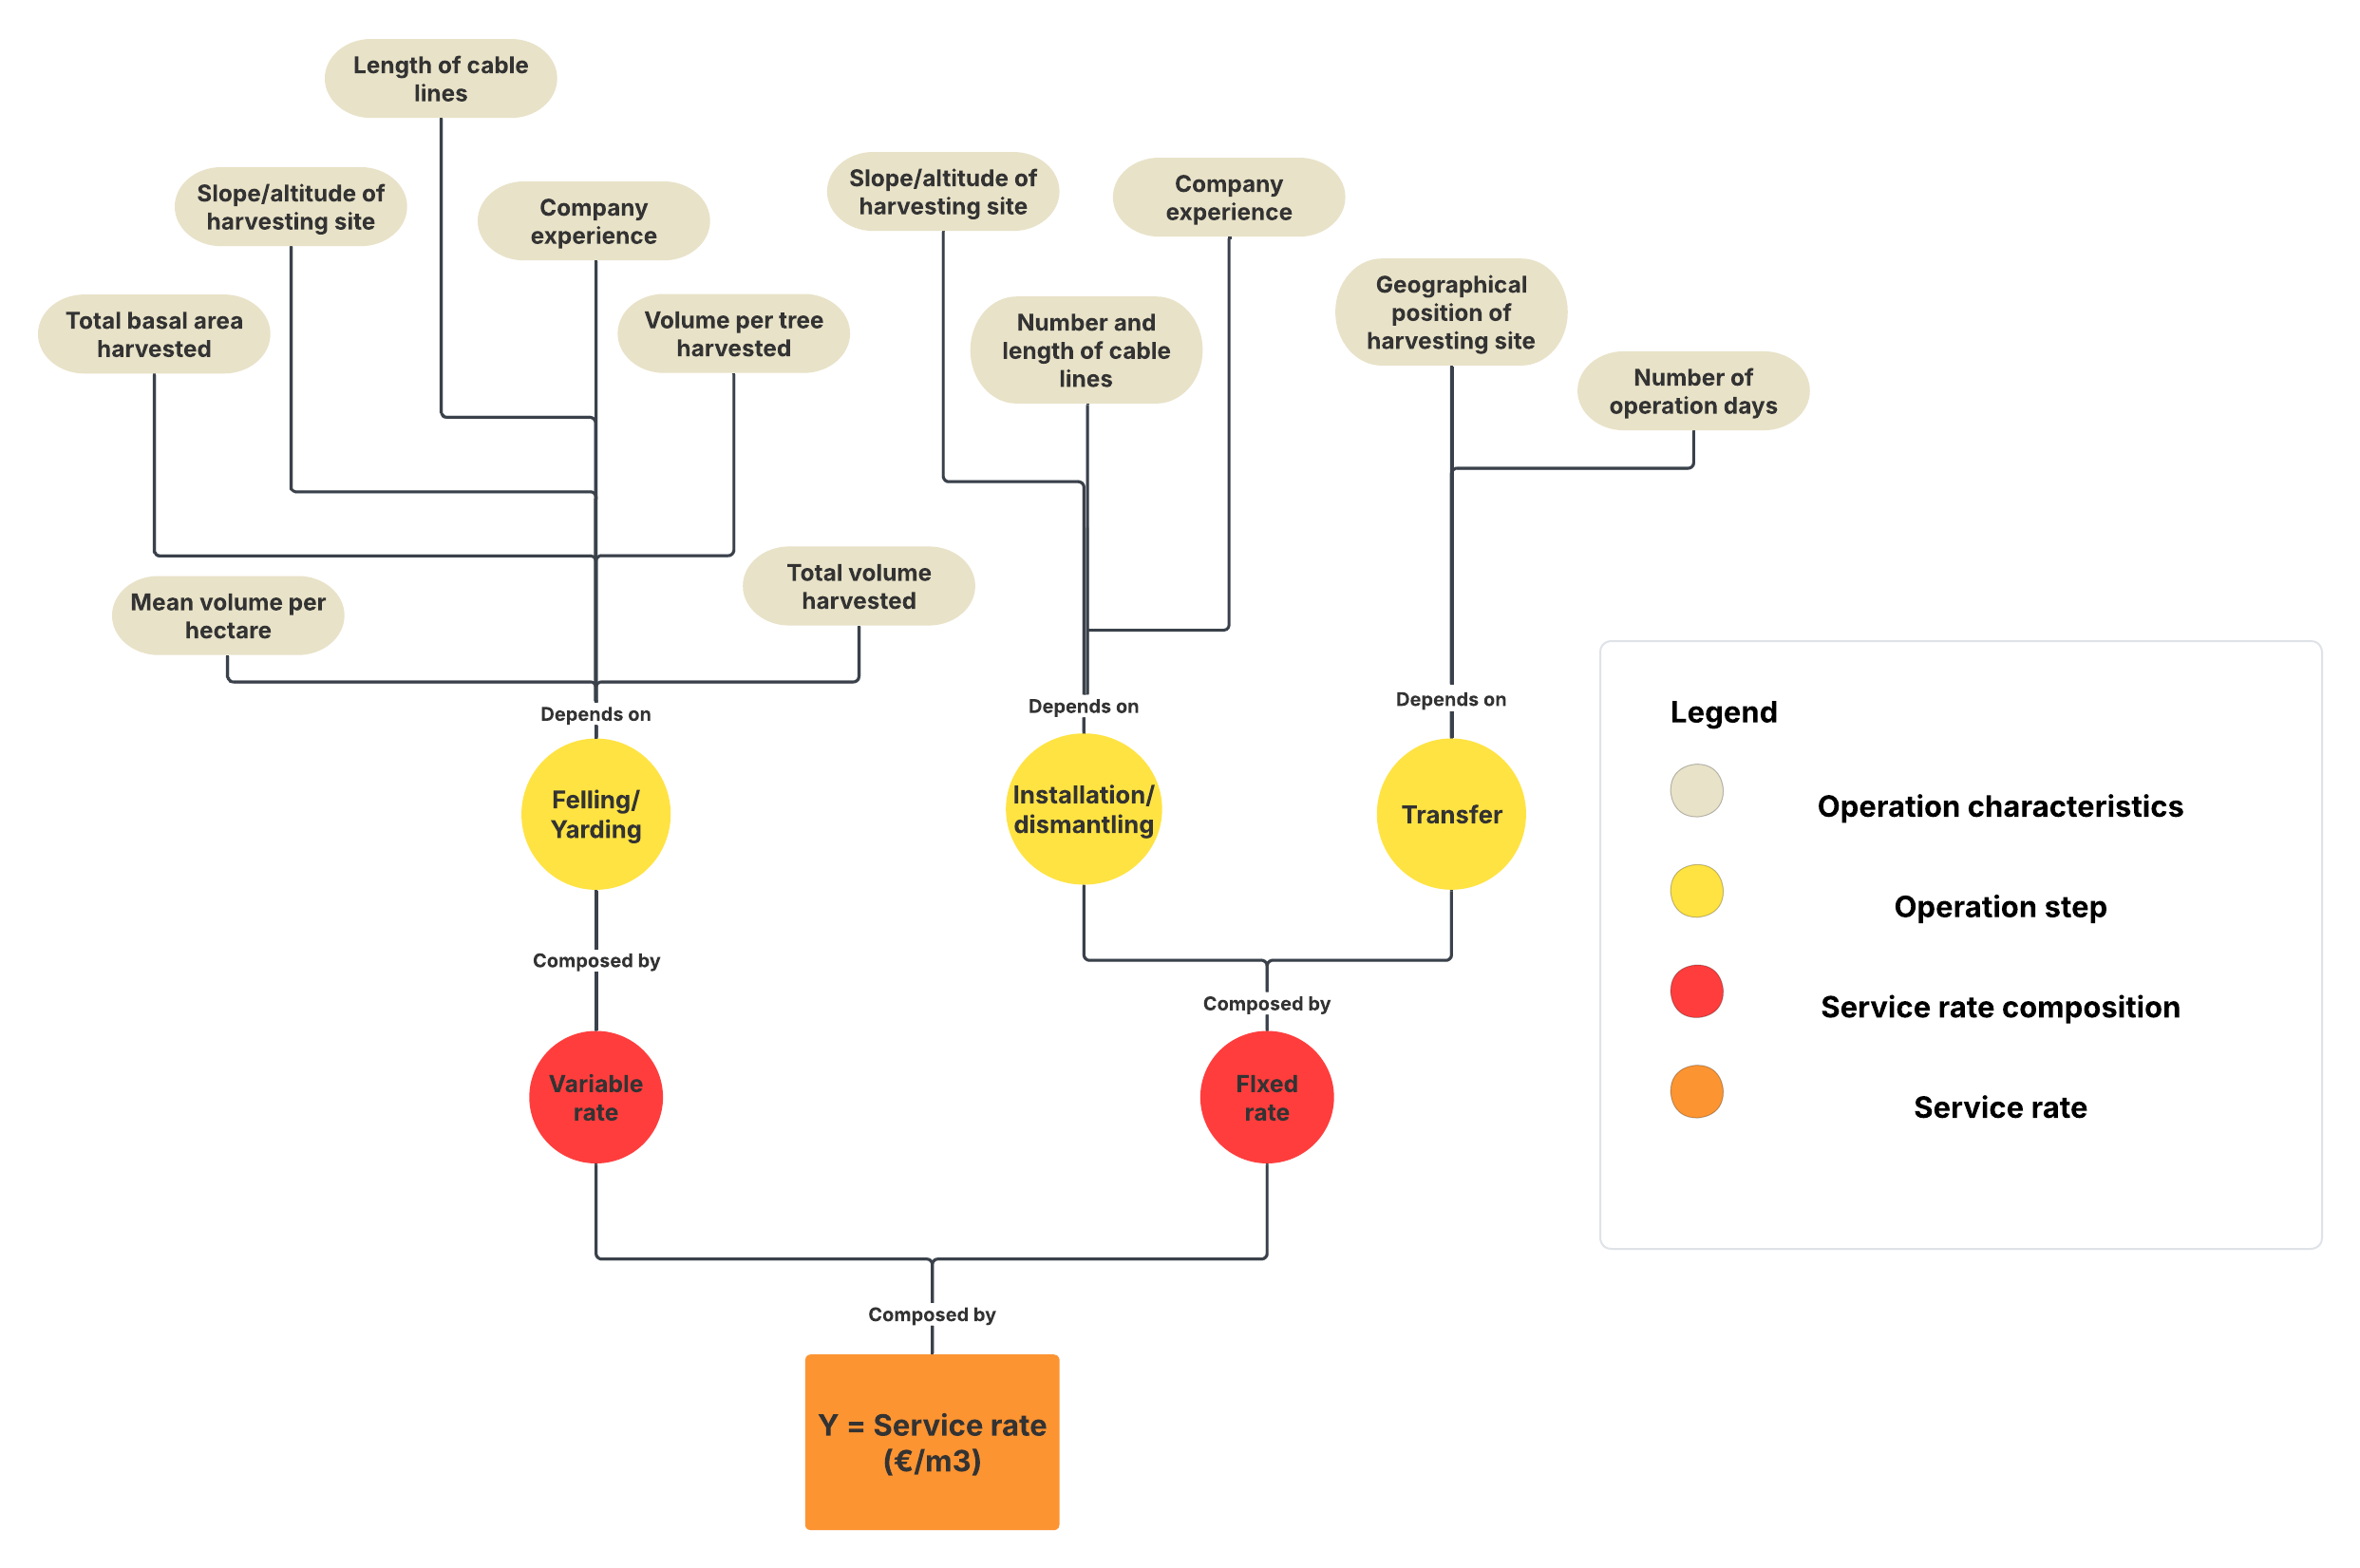 Length of cable
lines
Slope/altitude of
harvesting site
Company
experience
Slope/altitude of
harvesting site
Company
experience
Total basal area
harvested
Volume per tree
harvested
Number and
length of cable
lines
Geographical
position of
harvesting site
Number of
operation days
Mean volume per
hectare
Total volume
harvested
Depends on
Depends on
Depends on
Felling/
Yarding
Installation/
dismantling
Transfer
Composed by
Composed by
Variable
rate
FIxed
rate
Composed by
Y = Service rate
(€/m3)
Legend
Operation characteristics
Operation step
Service rate composition
Service rate